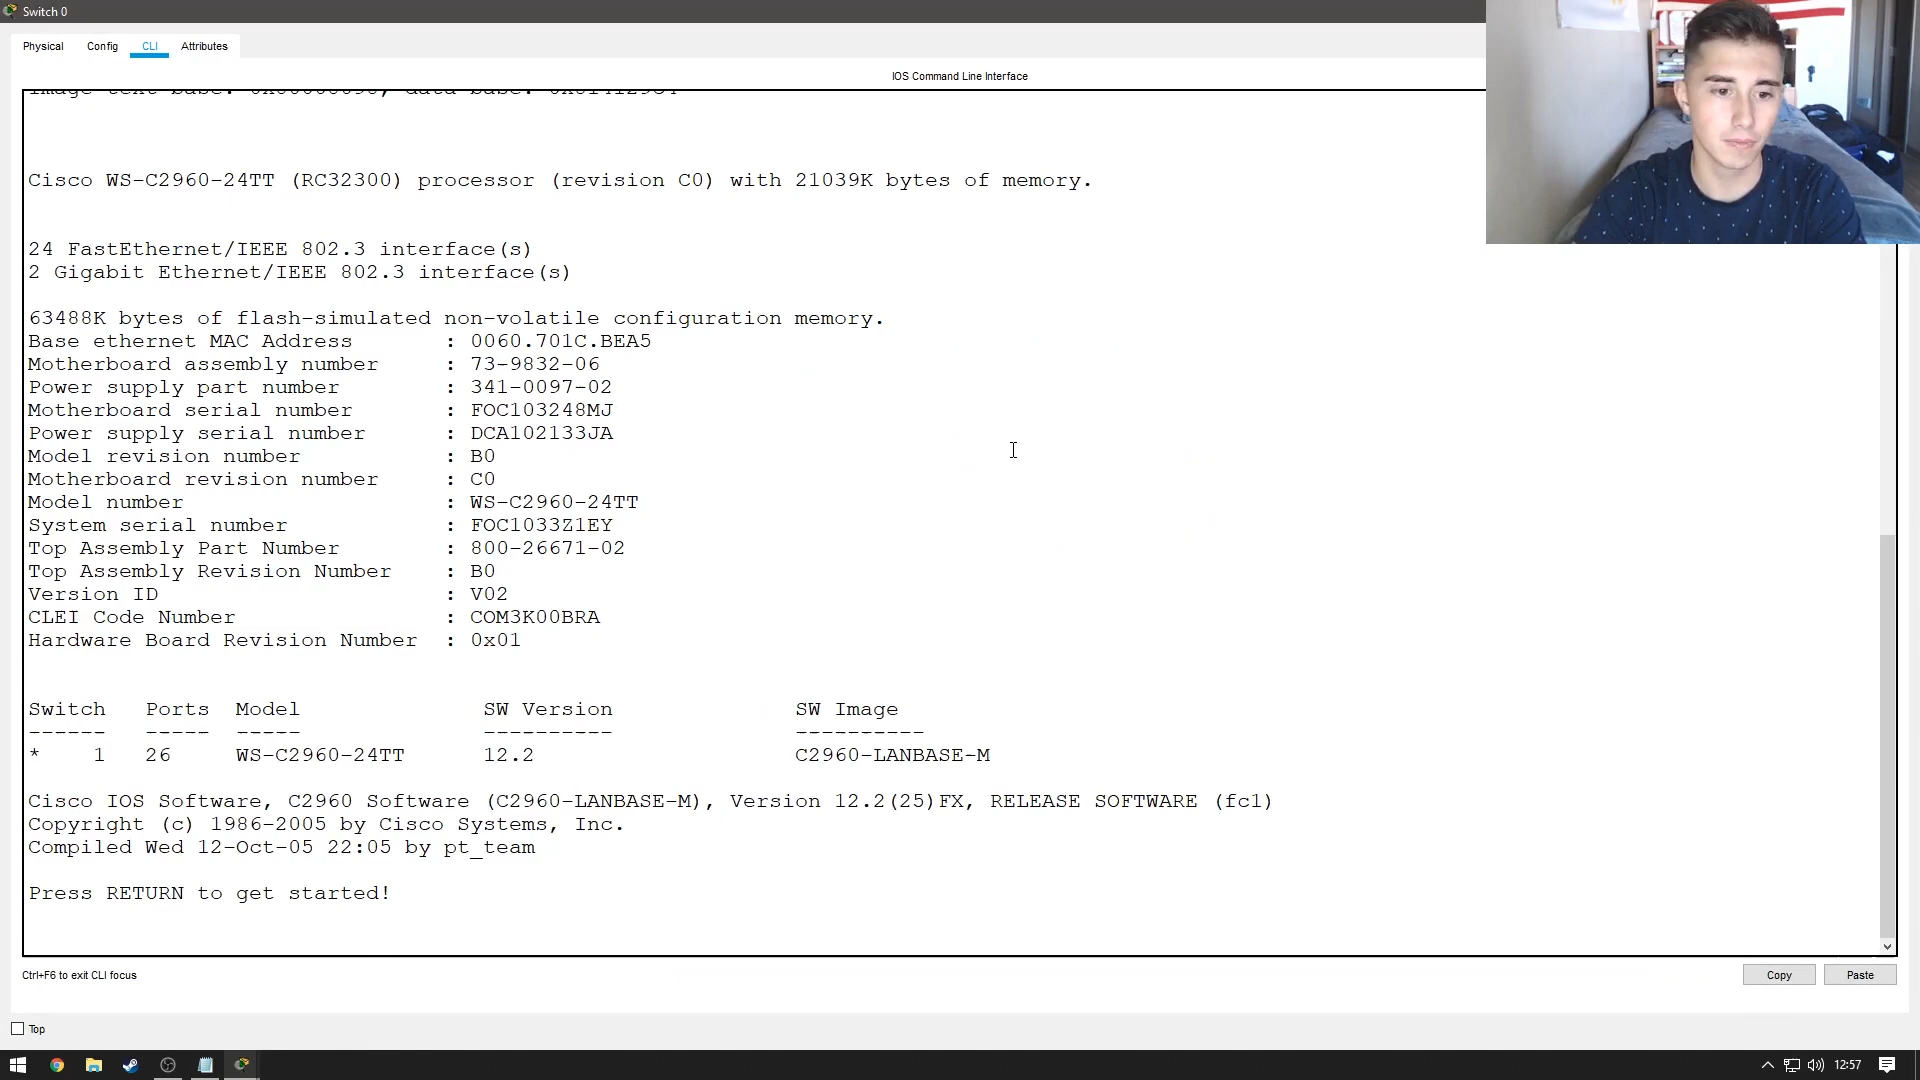 Switch 0
Physical Config CLI Attributes
IOS Command Line Interface
Cisco WS-C2960-24TT (RC32300) processor (revision C0) with 21039K bytes of memory.
24 FastEthernet/IEEE 802.3 interface(s)
2 Gigabit Ethernet/IEEE 802.3 interface(s)
63488K bytes of flash-simulated non-volatile configuration memory.
Base ethernet MAC Address : 0060.701C.BEA5
Motherboard assembly number : 73-9832-06
Power supply part number : 341-0097-02
Motherboard serial number : FOC103248MJ
Power supply serial number : DCA102133JA
Model revision number : B0
Motherboard revision number : C0
Model number : WS-C2960-24TT
System serial number : FOC1033Z1EY
Top Assembly Part Number : 800-26671-02
Top Assembly Revision Number : B0
Version ID : V02
CLEI Code Number : COM3K00BRA
Hardware Board Revision Number : 0x01
Switch Ports Model SW Version SW Image
------ ----- ----- ---------- ----------
* 1 26 WS-C2960-24TT 12.2 C2960-LANBASE-M
Cisco IOS Software, C2960 Software (C2960-LANBASE-M), Version 12.2(25)FX, RELEASE SOFTWARE (fc1)
Copyright (c) 1986-2005 by Cisco Systems, Inc.
Compiled Wed 12-Oct-05 22:05 by pt_team
Press RETURN to get started!
Ctrl+F6 to exit CLI focus
Copy Paste
Top
12:57